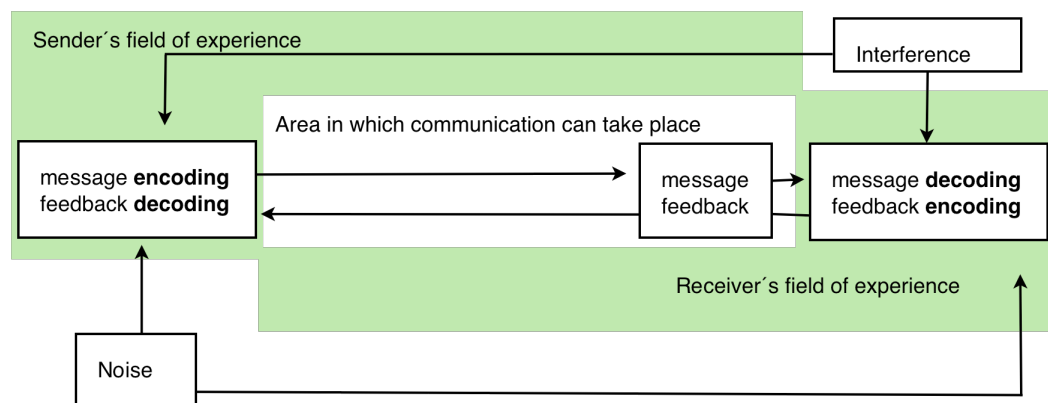 Sender´s field of experience
Interference
Area in which communication can take place
message encoding
feedback decoding
message
feedback
message decoding
feedback encoding
Receiver´s field of experience
Noise